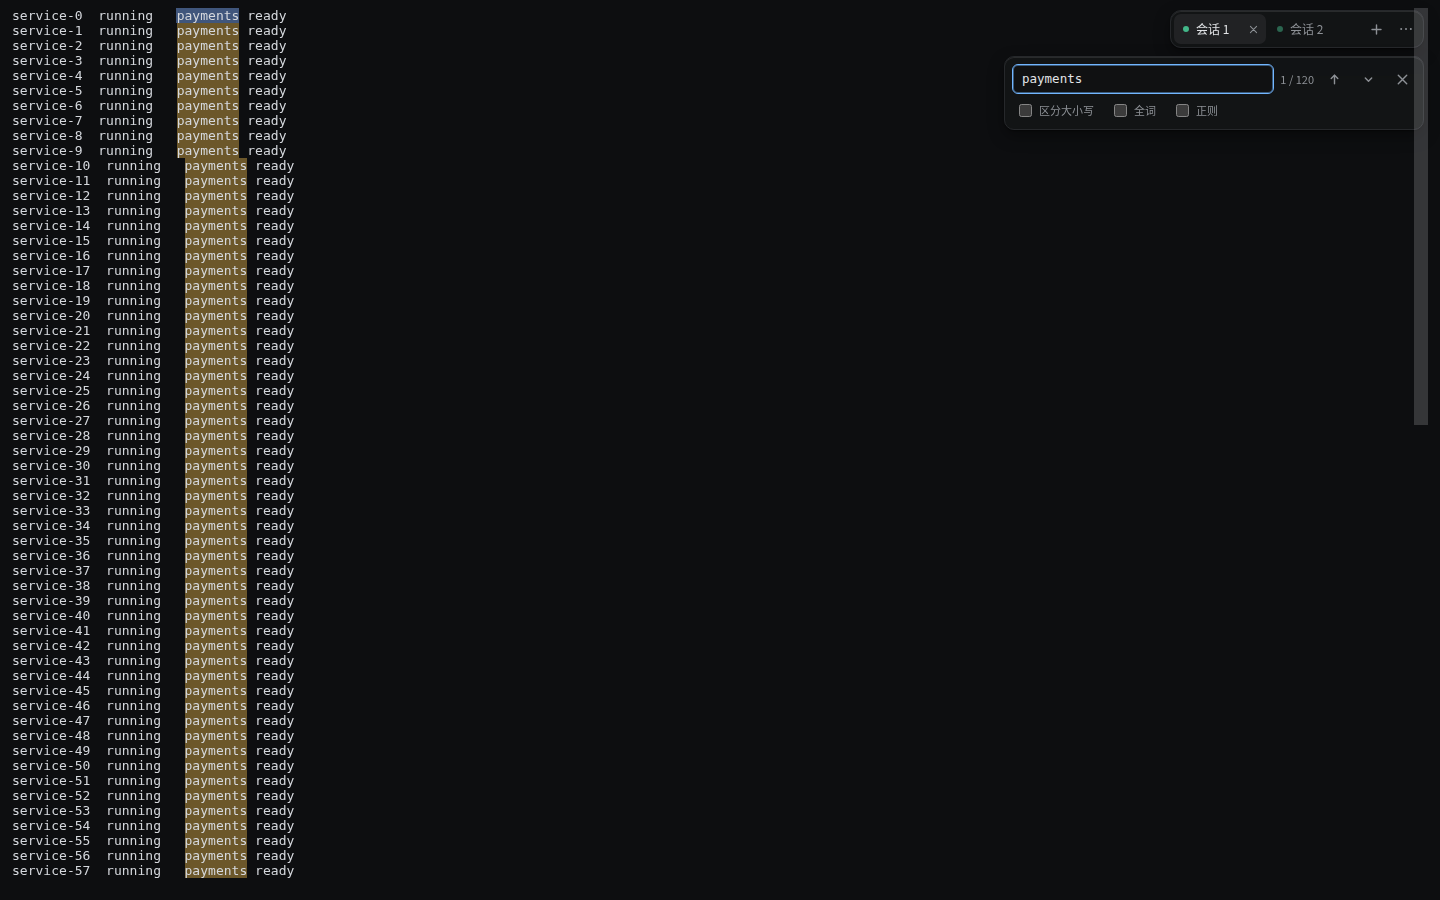 service-0  running   payments ready
service-1  running   payments ready
service-2  running   payments ready
service-3  running   payments ready
service-4  running   payments ready
service-5  running   payments ready
service-6  running   payments ready
service-7  running   payments ready
service-8  running   payments ready
service-9  running   payments ready
service-10  running   payments ready
service-11  running   payments ready
service-12  running   payments ready
service-13  running   payments ready
service-14  running   payments ready
service-15  running   payments ready
service-16  running   payments ready
service-17  running   payments ready
service-18  running   payments ready
service-19  running   payments ready
service-20  running   payments ready
service-21  running   payments ready
service-22  running   payments ready
service-23  running   payments ready
service-24  running   payments ready
service-25  running   payments ready
service-26  running   payments ready
service-27  running   payments ready
service-28  running   payments ready
service-29  running   payments ready
service-30  running   payments ready
service-31  running   payments ready
service-32  running   payments ready
service-33  running   payments ready
service-34  running   payments ready
service-35  running   payments ready
service-36  running   payments ready
service-37  running   payments ready
service-38  running   payments ready
service-39  running   payments ready
service-40  running   payments ready
service-41  running   payments ready
service-42  running   payments ready
service-43  running   payments ready
service-44  running   payments ready
service-45  running   payments ready
service-46  running   payments ready
service-47  running   payments ready
service-48  running   payments ready
service-49  running   payments ready
service-50  running   payments ready
service-51  running   payments ready
service-52  running   payments ready
service-53  running   payments ready
service-54  running   payments ready
service-55  running   payments ready
service-56  running   payments ready
service-57  running   payments ready
会话 1 会话 2
payments 1 / 120
区分大小写 全词 正则